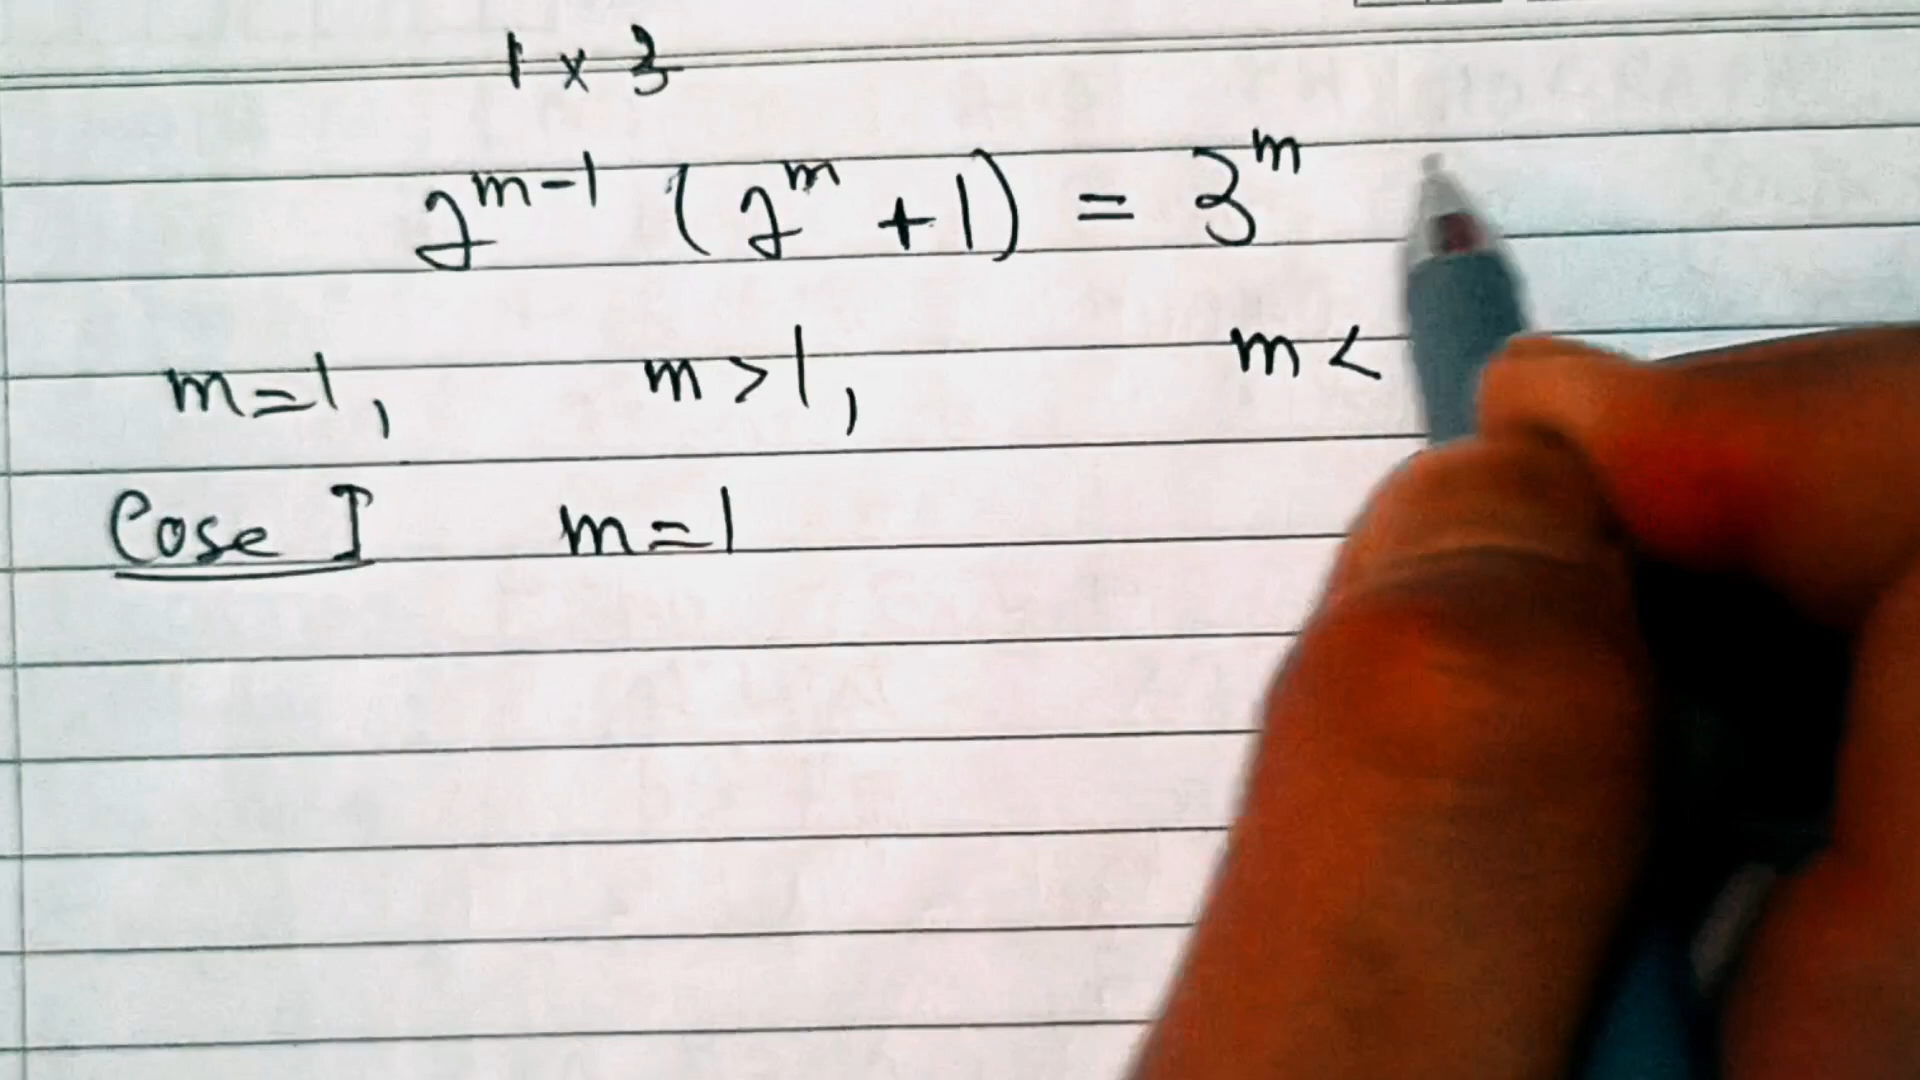 1 x 3
2^{m-1} (2^m + 1) = 3^m
m=1, m>1, m<
Case I m=1